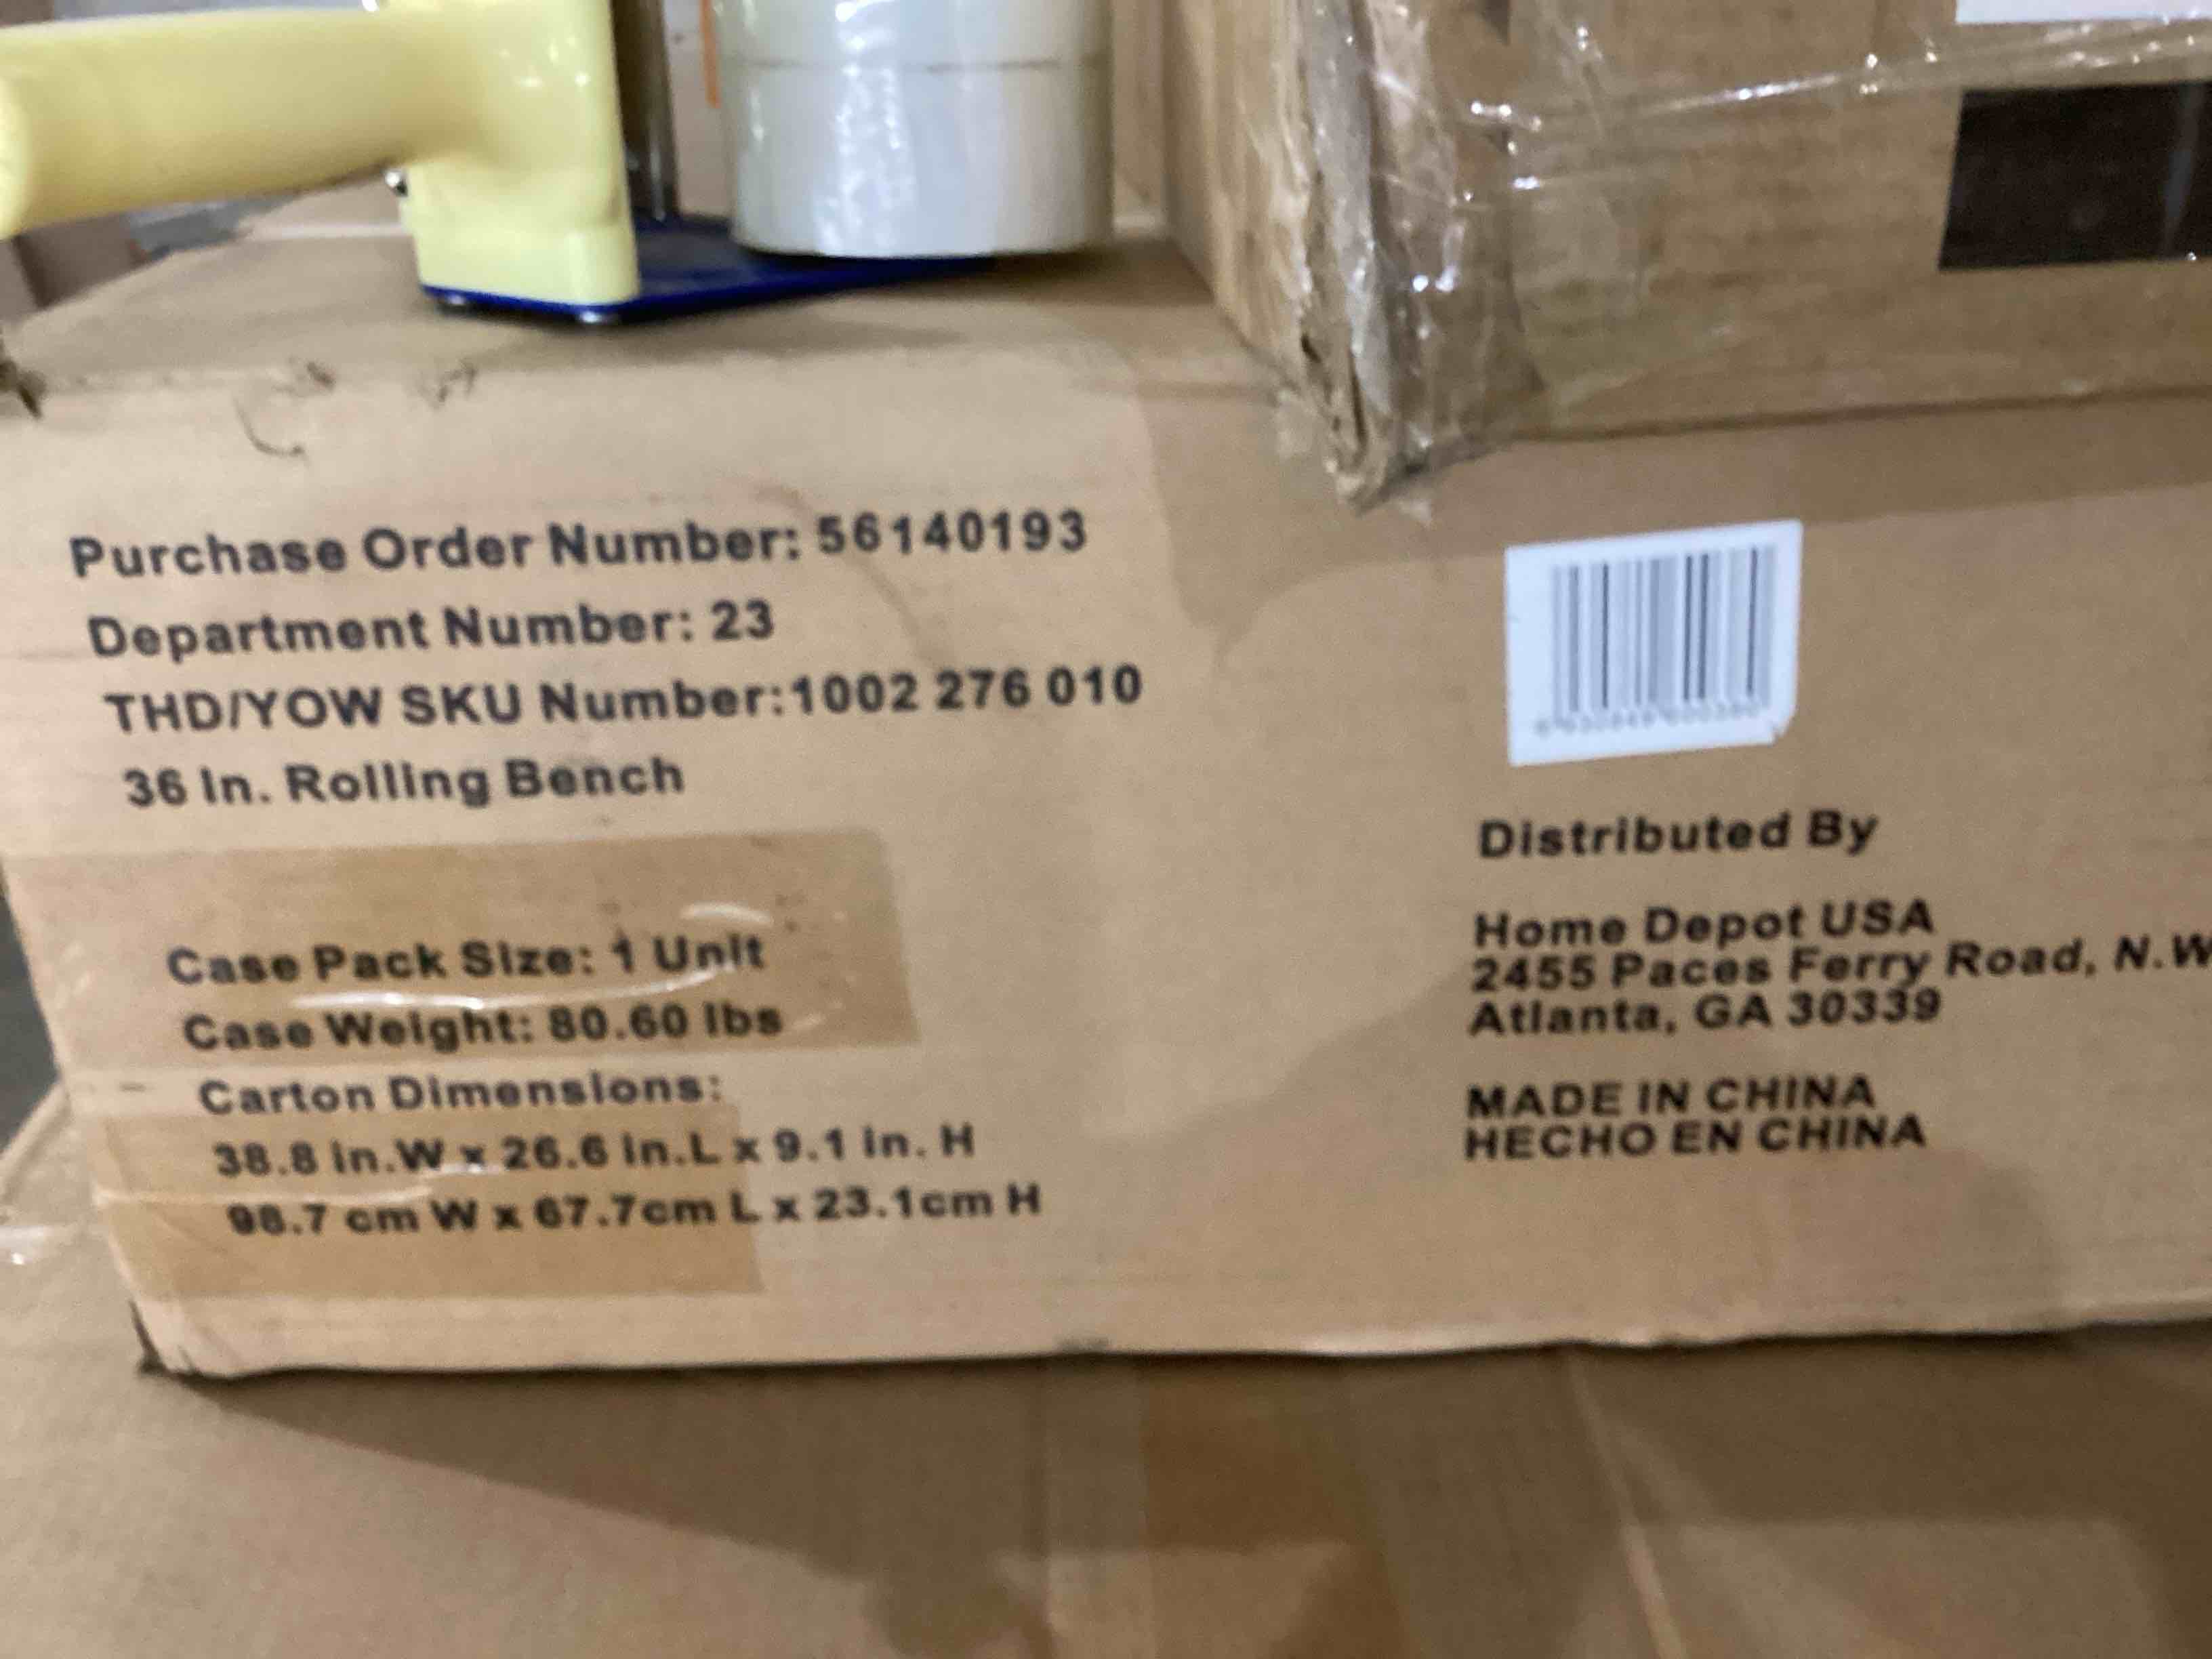 Purchase Order Number: 56140193
Department Number: 23
THD/YOW SKU Number:1002 276 010
36 In. Rolling Bench
Case Pack Size: 1 Unit
Case Weight: 80.60 lbs
Carton Dimensions:
38.8 in.W x 26.6 in.L x 9.1 in. H
98.7 cm W x 67.7cm L x 23.1cm H
Distributed By
Home Depot USA
2455 Paces Ferry Road, N.W
Atlanta, GA 30339
MADE IN CHINA
HECHO EN CHINA